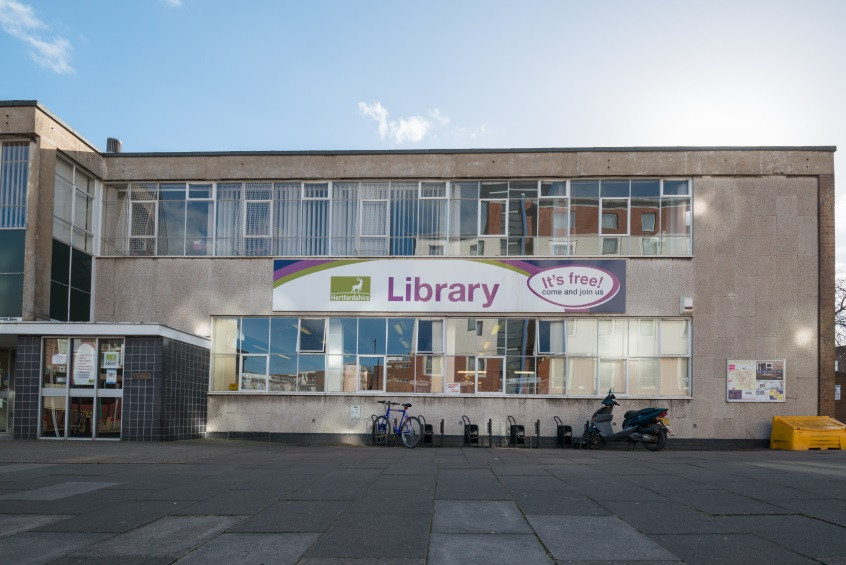 Hertfordshire
Library
It's free!
come and join us